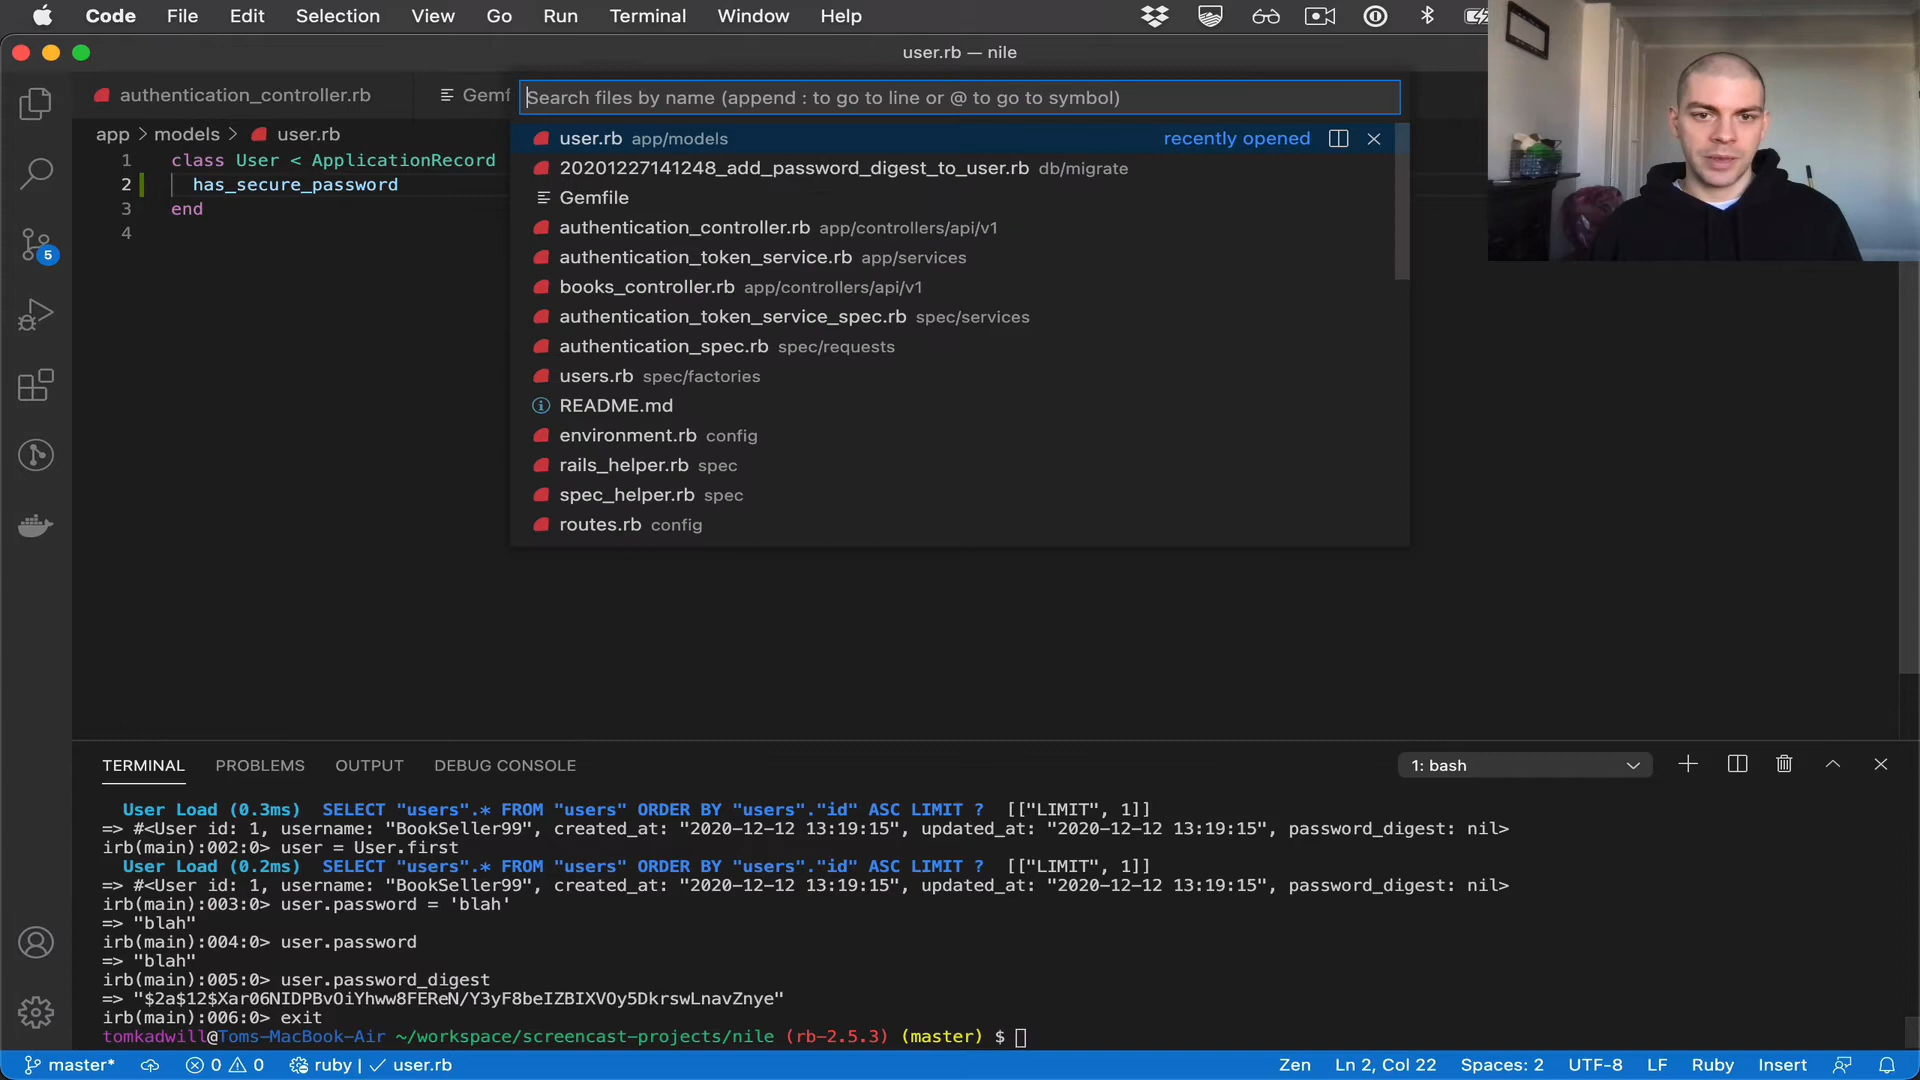 Code File Edit Selection View Go Run Terminal Window Help
user.rb — nile
authentication_controller.rb
Gemf
Search files by name (append : to go to line or @ to go to symbol)
app > models > user.rb
1 class User < ApplicationRecord
2 has_secure_password
3 end
4
user.rb app/models recently opened
20201227141248_add_password_digest_to_user.rb db/migrate
Gemfile
authentication_controller.rb app/controllers/api/v1
authentication_token_service.rb app/services
books_controller.rb app/controllers/api/v1
authentication_token_service_spec.rb spec/services
authentication_spec.rb spec/requests
users.rb spec/factories
README.md
environment.rb config
rails_helper.rb spec
spec_helper.rb spec
routes.rb config
5
TERMINAL PROBLEMS OUTPUT DEBUG CONSOLE 1: bash
User Load (0.3ms) SELECT "users".* FROM "users" ORDER BY "users"."id" ASC LIMIT ? [["LIMIT", 1]]
=> #<User id: 1, username: "BookSeller99", created_at: "2020-12-12 13:19:15", updated_at: "2020-12-12 13:19:15", password_digest: nil>
irb(main):002:0> user = User.first
User Load (0.2ms) SELECT "users".* FROM "users" ORDER BY "users"."id" ASC LIMIT ? [["LIMIT", 1]]
=> #<User id: 1, username: "BookSeller99", created_at: "2020-12-12 13:19:15", updated_at: "2020-12-12 13:19:15", password_digest: nil>
irb(main):003:0> user.password = 'blah'
=> "blah"
irb(main):004:0> user.password
=> "blah"
irb(main):005:0> user.password_digest
=> "$2a$12$Xar06NIDPBvOiYhww8FEReN/Y3yF8beIZBIXVOy5DkrswLnavZnye"
irb(main):006:0> exit
tomkadwill@Toms-MacBook-Air ~/workspace/screencast-projects/nile (rb-2.5.3) (master) $
master* 0 0 ruby | ✓ user.rb Zen Ln 2, Col 22 Spaces: 2 UTF-8 LF Ruby Insert